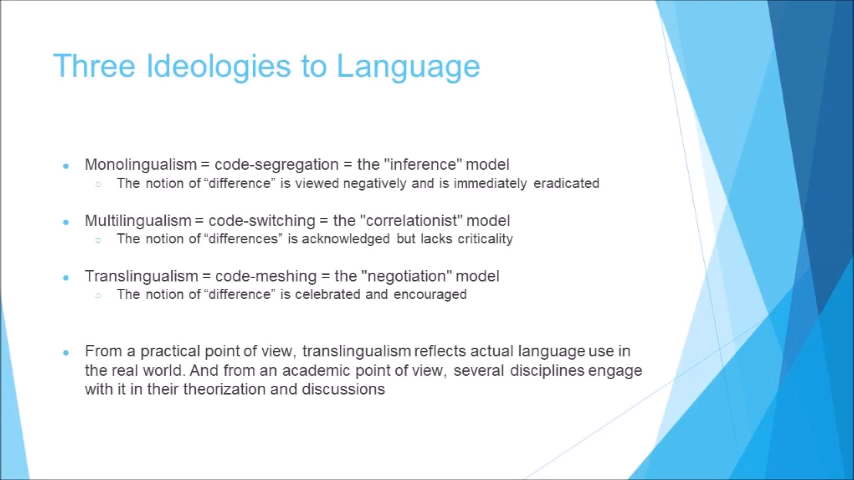 Three Ideologies to Language
Monolingualism = code-segregation = the "inference" model
The notion of “difference” is viewed negatively and is immediately eradicated
Multilingualism = code-switching = the "correlationist" model
The notion of “differences” is acknowledged but lacks criticality
Translingualism = code-meshing = the "negotiation" model
The notion of “difference” is celebrated and encouraged
From a practical point of view, translingualism reflects actual language use in
the real world. And from an academic point of view, several disciplines engage
with it in their theorization and discussions